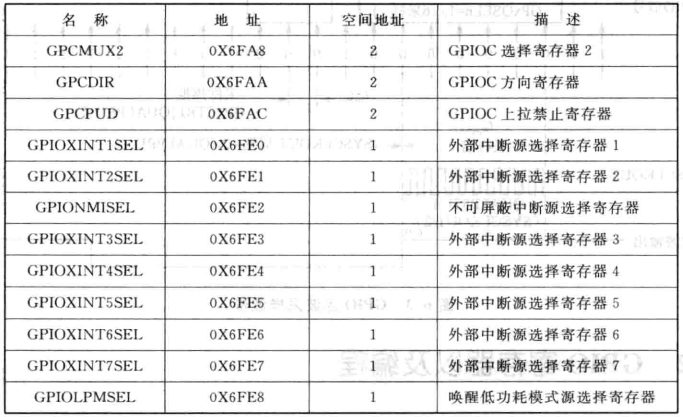 名 称 地 址 空间地址 描 述
GPCMUX2 0X6FA8 2 GPIOC 选择寄存器 2
GPCDIR 0X6FAA 2 GPIOC 方向寄存器
GPCPUD 0X6FAC 2 GPIOC 上拉禁止寄存器
GPIOXINT1SEL 0X6FE0 1 外部中断源选择寄存器 1
GPIOXINT2SEL 0X6FE1 1 外部中断源选择寄存器 2
GPIONMISEL 0X6FE2 1 不可屏蔽中断源选择寄存器
GPIOXINT3SEL 0X6FE3 1 外部中断源选择寄存器 3
GPIOXINT4SEL 0X6FE4 1 外部中断源选择寄存器 4
GPIOXINT5SEL 0X6FE5 1 外部中断源选择寄存器 5
GPIOXINT6SEL 0X6FE6 1 外部中断源选择寄存器 6
GPIOXINT7SEL 0X6FE7 1 外部中断源选择寄存器 7
GPIOLPMSEL 0X6FE8 1 唤醒低功耗模式源选择寄存器